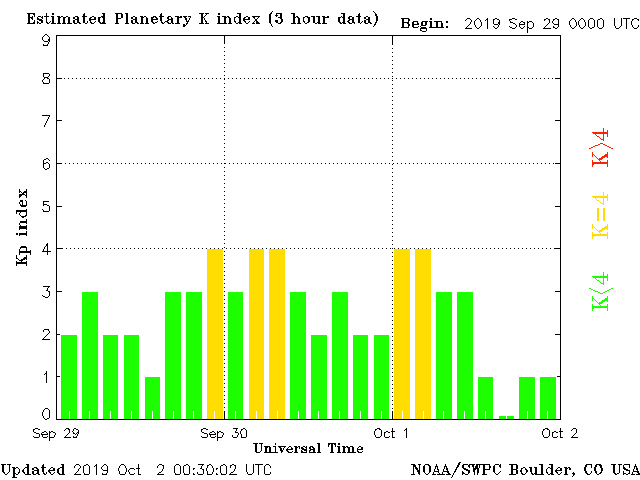 Estimated Planetary K index (3 hour data)
Begin: 2019 Sep 29 0000 UTC
9
8
7
6
5
4
3
2
1
0
Kp index
K<4 K=4 K>4
Sep 29 Sep 30 Oct 1 Oct 2
Universal Time
Updated 2019 Oct 2 00:30:02 UTC
NOAA/SWPC Boulder, CO USA